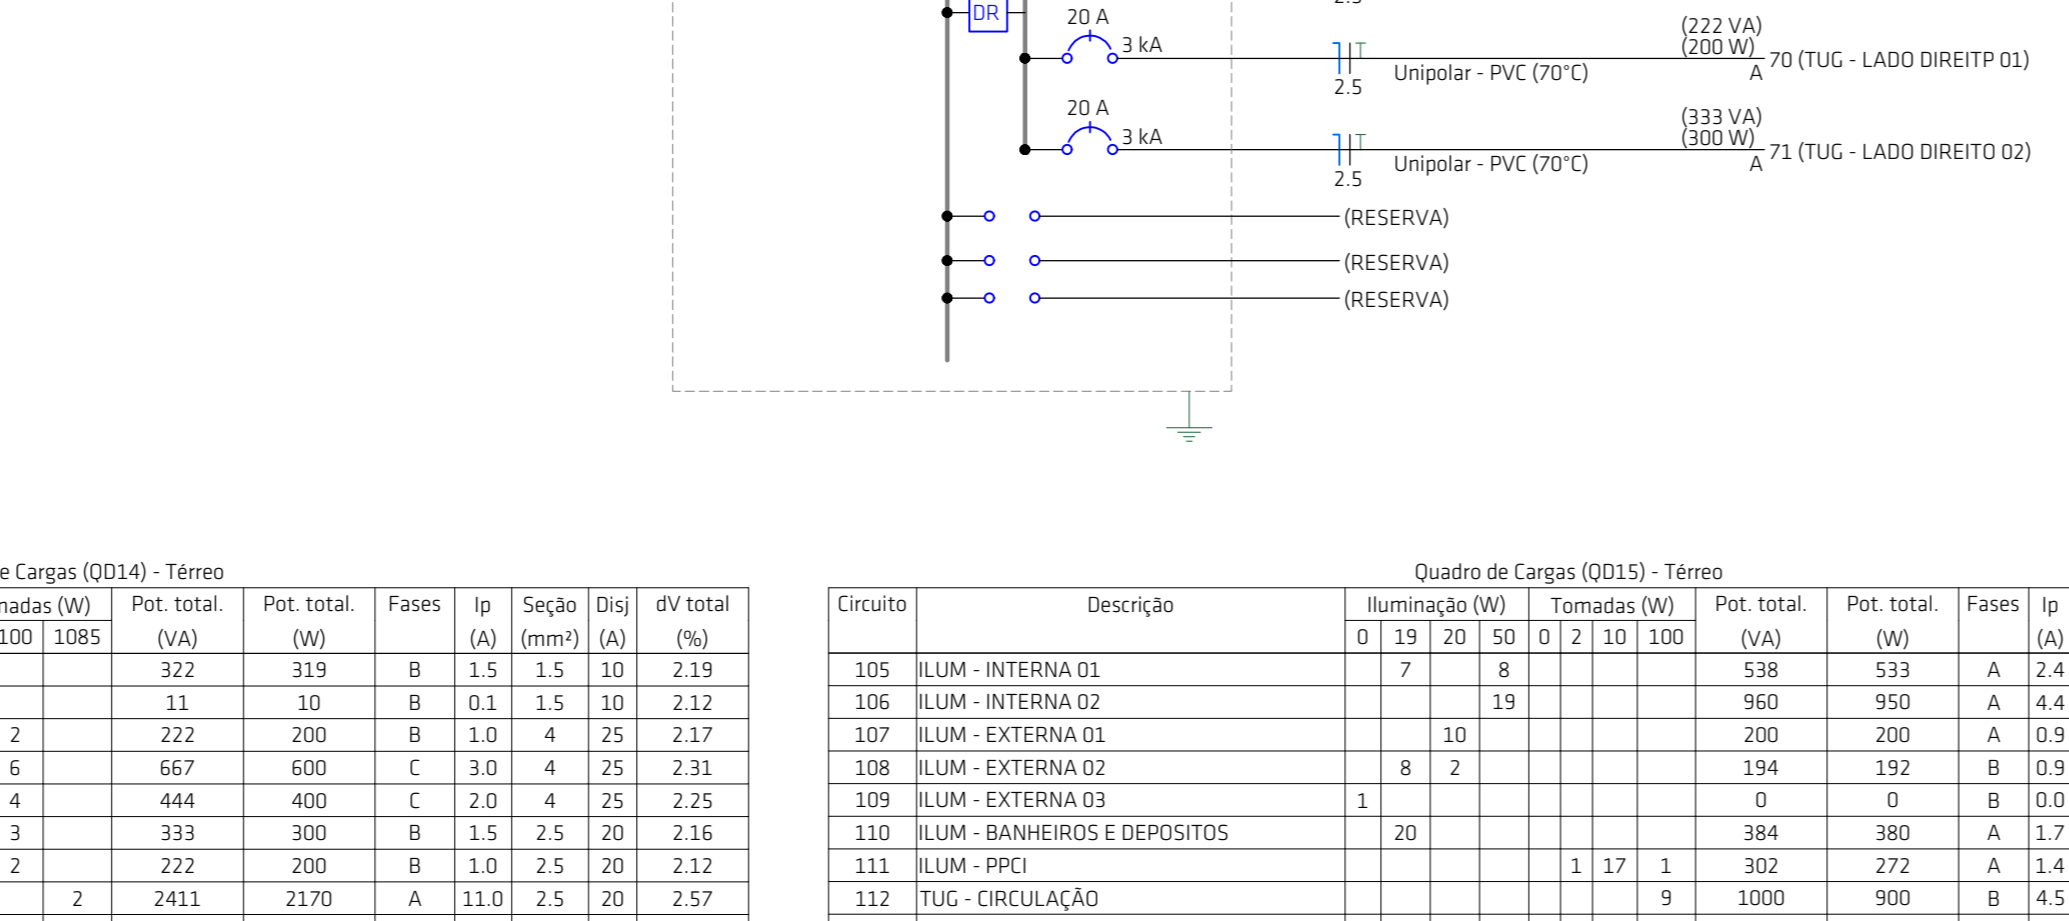 2.5
DR
20 A
3 kA
2.5
Unipolar - PVC (70°C)
(222 VA)
(200 W)
A
70 (TUG - LADO DIREITP 01)
20 A
3 kA
2.5
Unipolar - PVC (70°C)
(333 VA)
(300 W)
A
71 (TUG - LADO DIREITO 02)
(RESERVA)
(RESERVA)
(RESERVA)
e Cargas (QD14) - Térreo
nadas (W) Pot. total. Pot. total. Fases Ip Seção Disj dV total
100 1085 (VA) (W) (A) (mm²) (A) (%)
322 319 B 1.5 1.5 10 2.19
11 10 B 0.1 1.5 10 2.12
2 222 200 B 1.0 4 25 2.17
6 667 600 C 3.0 4 25 2.31
4 444 400 C 2.0 4 25 2.25
3 333 300 B 1.5 2.5 20 2.16
2 222 200 B 1.0 2.5 20 2.12
2 2411 2170 A 11.0 2.5 20 2.57
Quadro de Cargas (QD15) - Térreo
Circuito Descrição Iluminação (W) Tomadas (W) Pot. total. Pot. total. Fases Ip
0 19 20 50 0 2 10 100 (VA) (W) (A)
105 ILUM - INTERNA 01 7 8 538 533 A 2.4
106 ILUM - INTERNA 02 19 960 950 A 4.4
107 ILUM - EXTERNA 01 10 200 200 A 0.9
108 ILUM - EXTERNA 02 8 2 194 192 B 0.9
109 ILUM - EXTERNA 03 1 0 0 B 0.0
110 ILUM - BANHEIROS E DEPOSITOS 20 384 380 A 1.7
111 ILUM - PPCI 1 17 1 302 272 A 1.4
112 TUG - CIRCULAÇÃO 9 1000 900 B 4.5